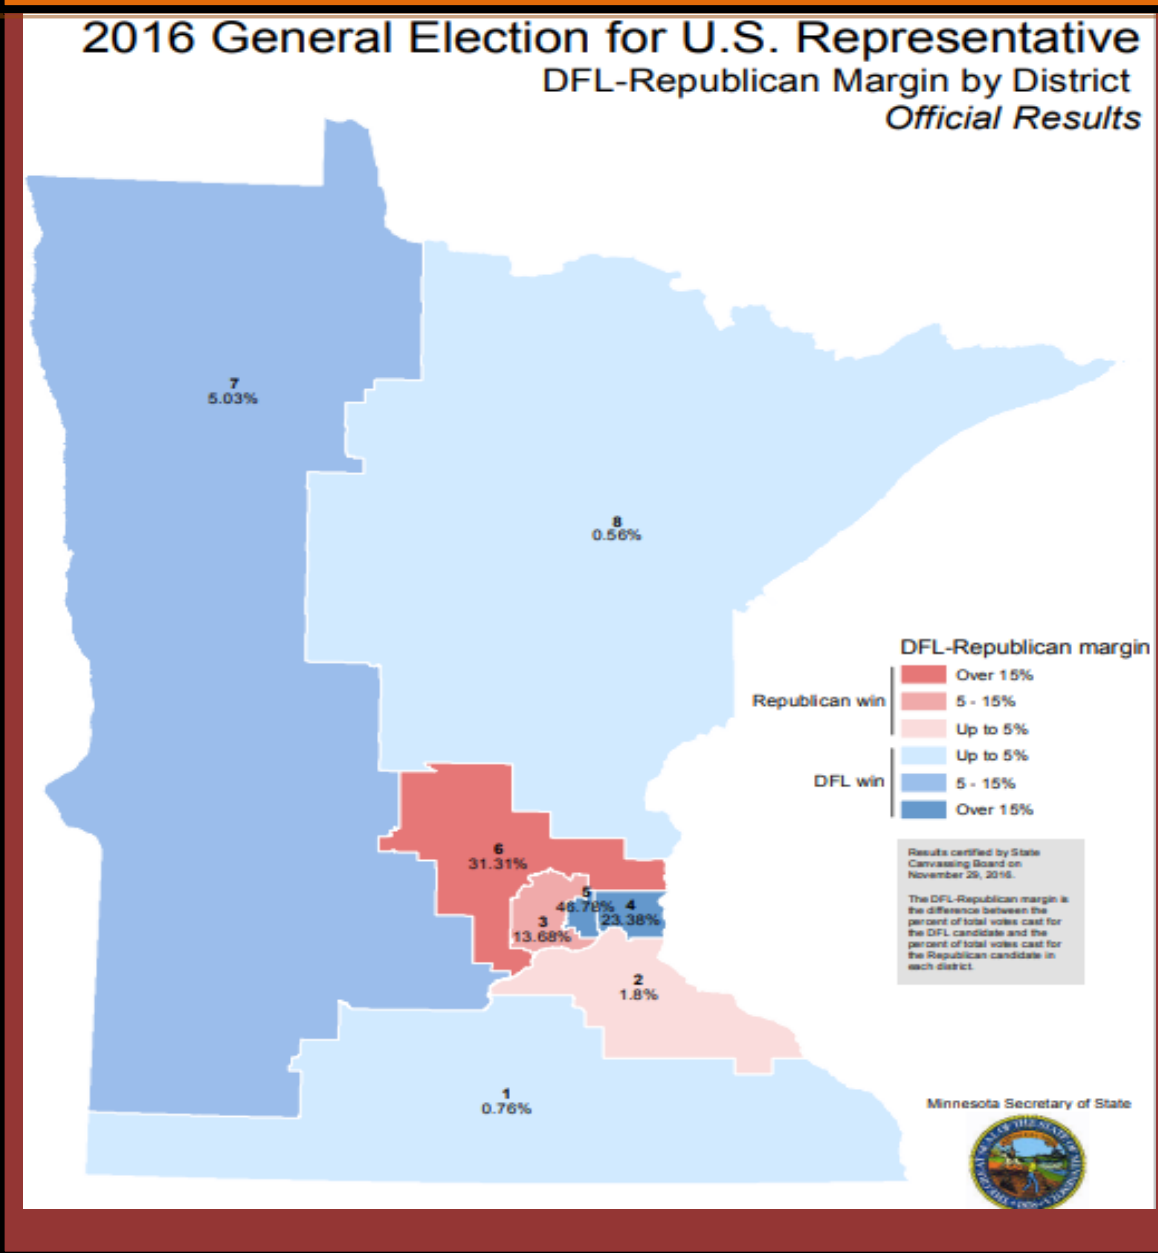 2016 General Election for U.S. Representative
DFL-Republican Margin by District
Official Results
7
5.03%
8
0.56%
DFL-Republican margin
Republican win
Over 15%
5 - 15%
Up to 5%
DFL win
Up to 5%
5 - 15%
Over 15%
6
31.31%
5
46.78%
4
23.38%
3
13.68%
2
1.8%
1
0.76%
Results certified by State
Canvassing Board on
November 29, 2016.
The DFL-Republican margin is
the difference between the
percent of total votes cast for
the DFL candidate and the
percent of total votes cast for
the Republican candidate in
each district.
Minnesota Secretary of State